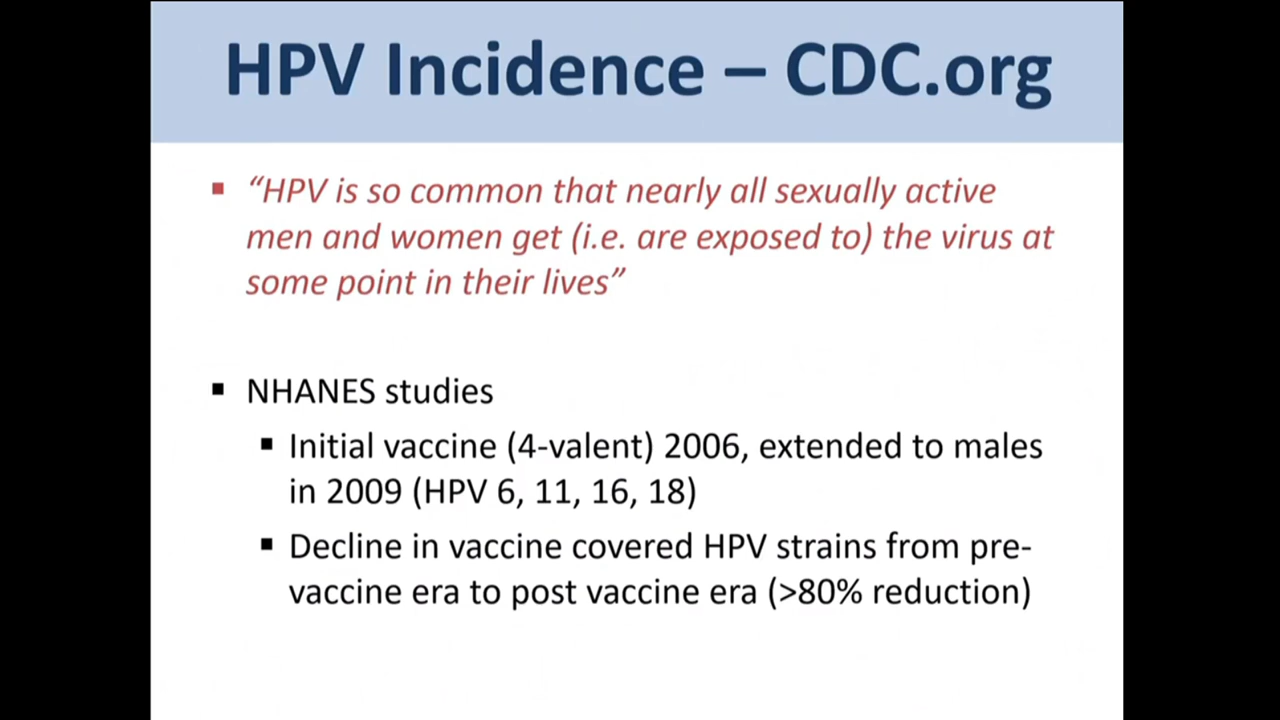 HPV Incidence – CDC.org
▪ “HPV is so common that nearly all sexually active
men and women get (i.e. are exposed to) the virus at
some point in their lives”
▪ NHANES studies
▪ Initial vaccine (4-valent) 2006, extended to males
in 2009 (HPV 6, 11, 16, 18)
▪ Decline in vaccine covered HPV strains from pre-
vaccine era to post vaccine era (>80% reduction)